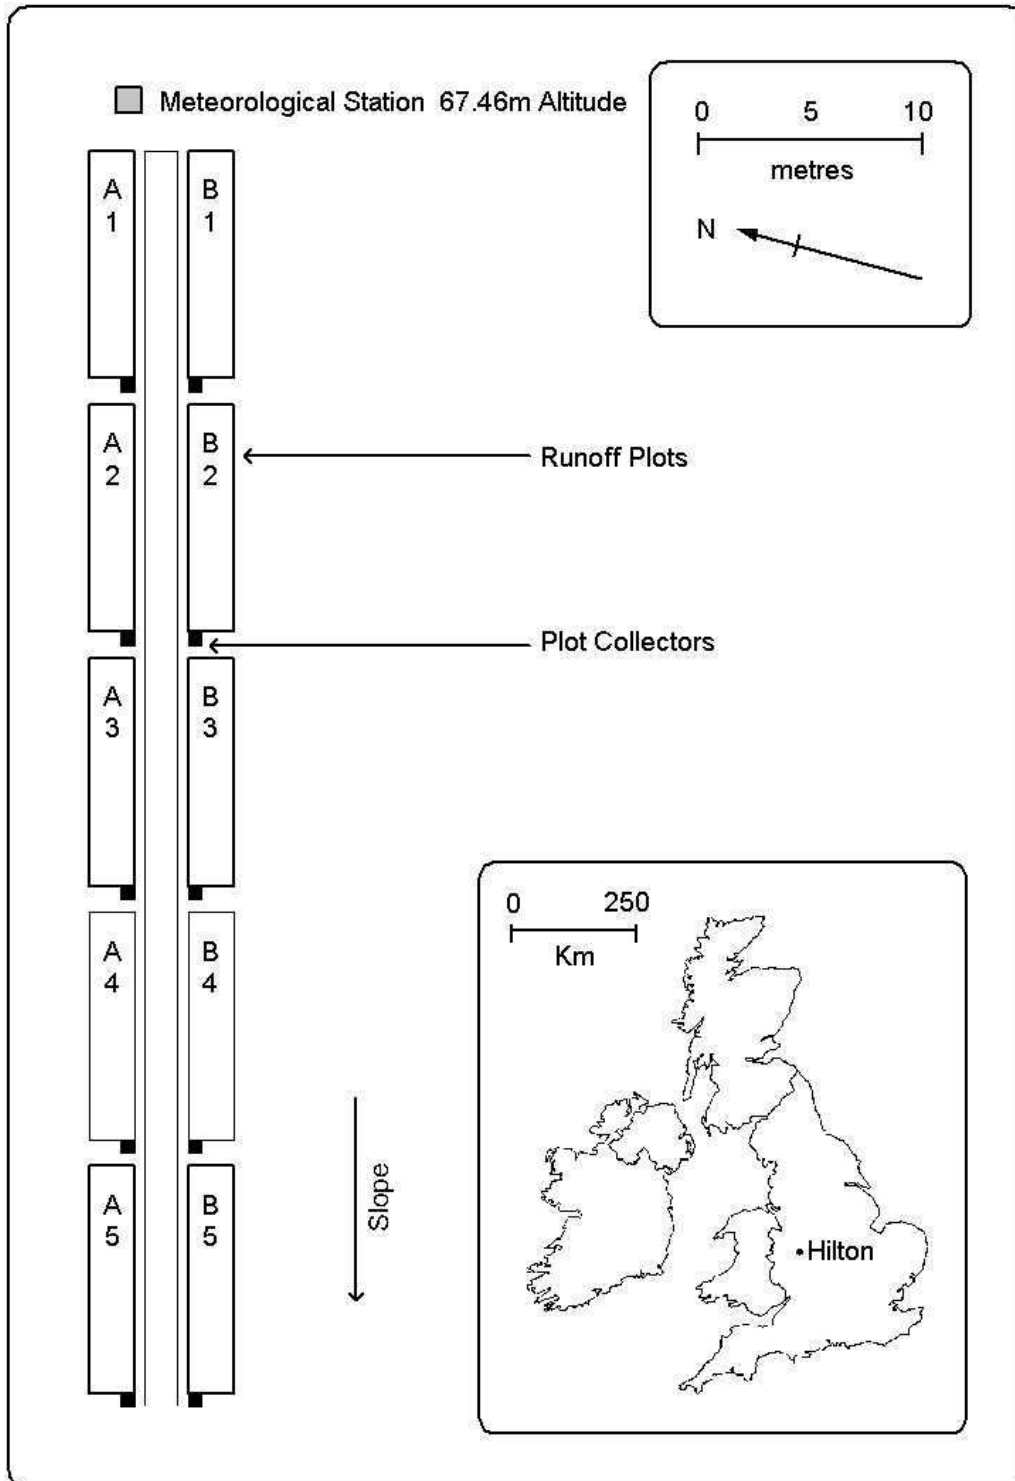 Meteorological Station 67.46m Altitude
0 5 10
metres
N
A
1
B
1
A
2
B
2
Runoff Plots
Plot Collectors
A
3
B
3
A
4
B
4
A
5
B
5
Slope
0 250
Km
Hilton